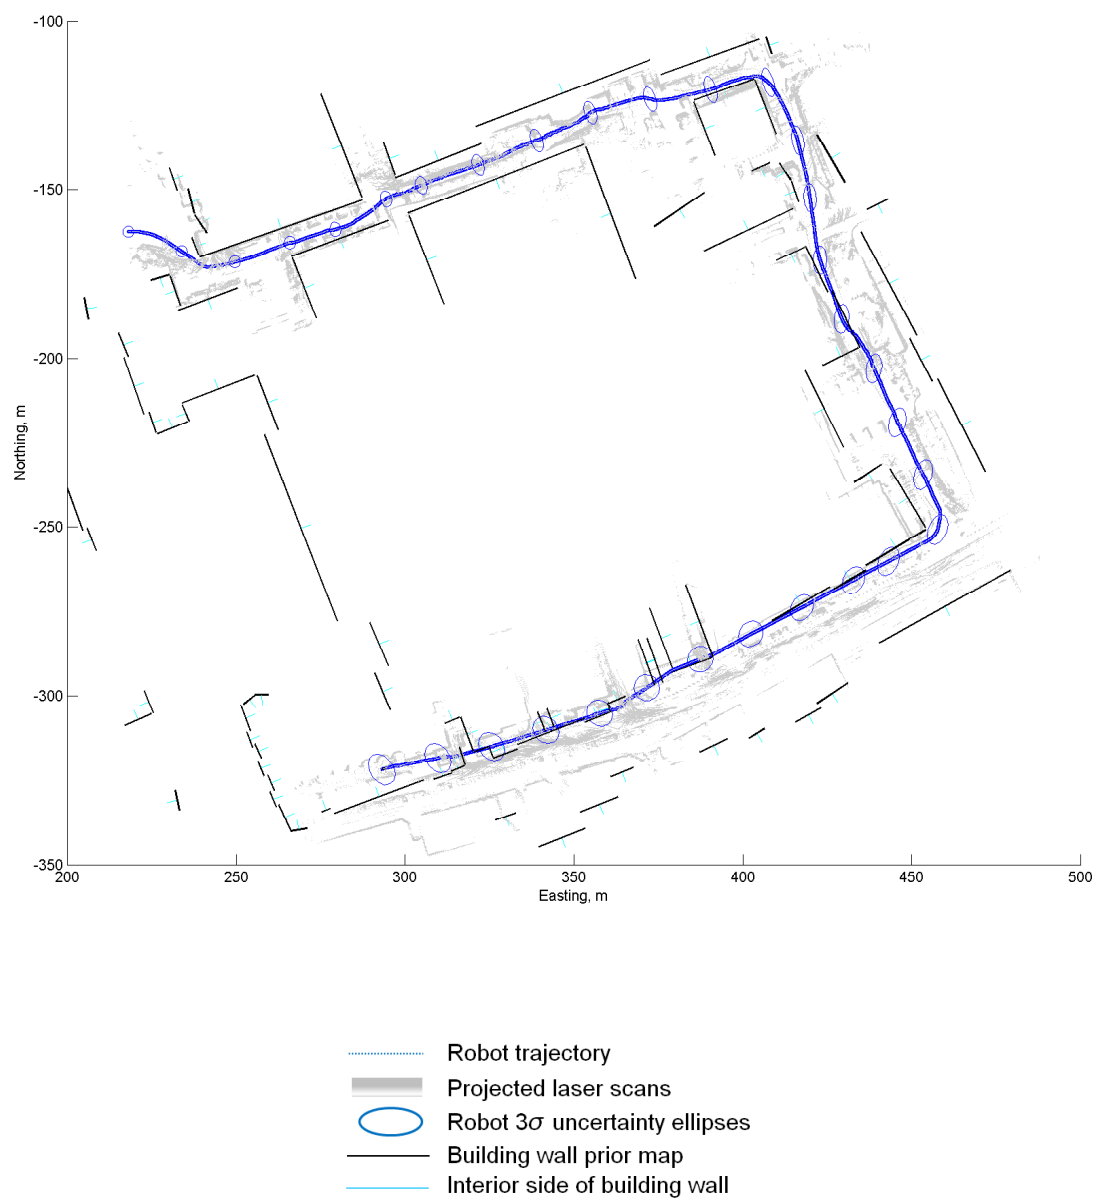 -100
-150
-200
-250
-300
-350
Northing, m
200
250
300
350
400
450
500
Easting, m
Robot trajectory
Projected laser scans
Robot 3σ uncertainty ellipses
Building wall prior map
Interior side of building wall